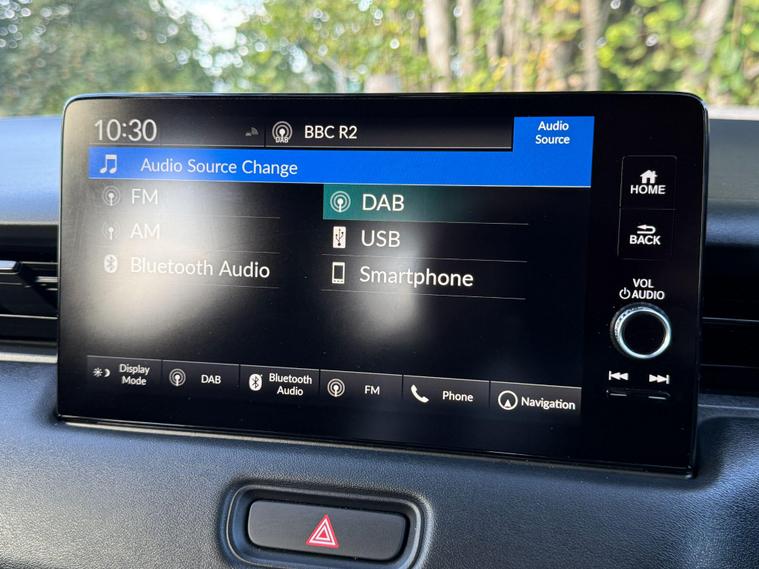 10:30
DAB
BBC R2
Audio
Source
Audio Source Change
FM
DAB
AM
USB
Bluetooth Audio
Smartphone
HOME
BACK
VOL
AUDIO
Display
Mode
DAB
Bluetooth
Audio
FM
Phone
Navigation